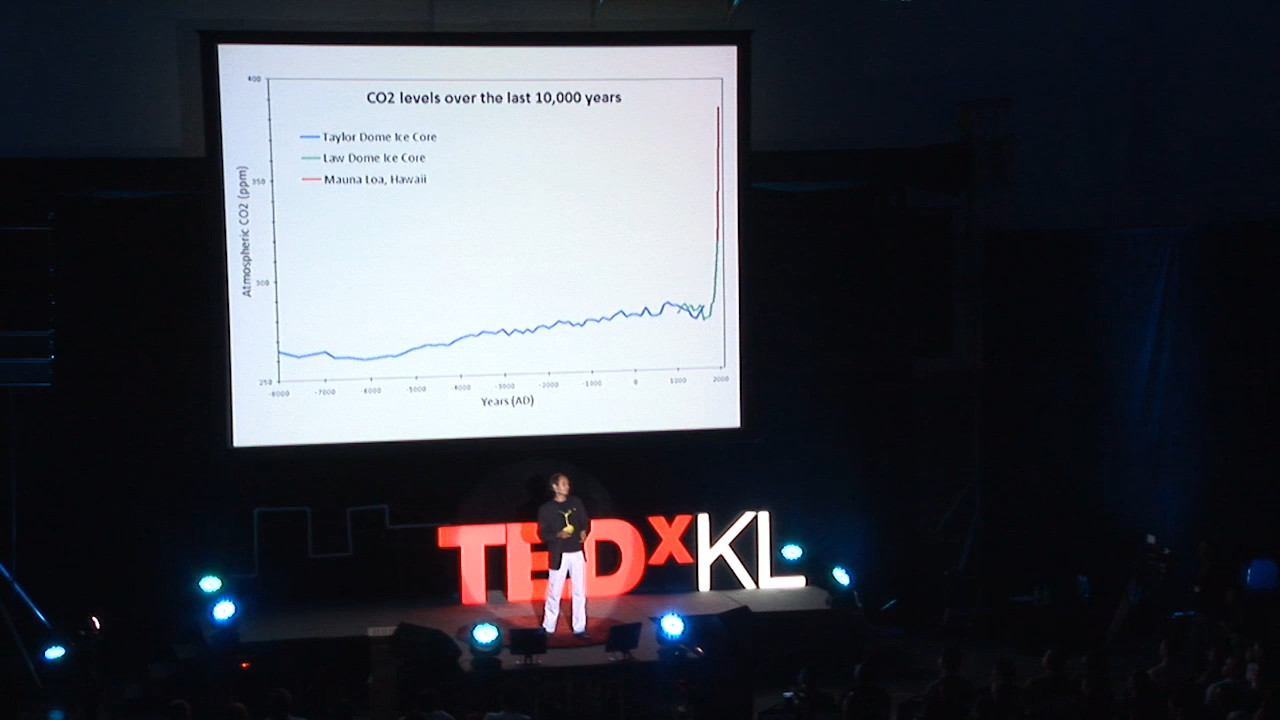 400
CO2 levels over the last 10,000 years
Taylor Dome Ice Core
Law Dome Ice Core
Mauna Loa, Hawaii
350
Atmospheric CO2 (ppm)
300
250
-8000 -7000 -6000 -5000 -4000 -3000 -2000 -1000 0 1000 2000
Years (AD)
TEDxKL